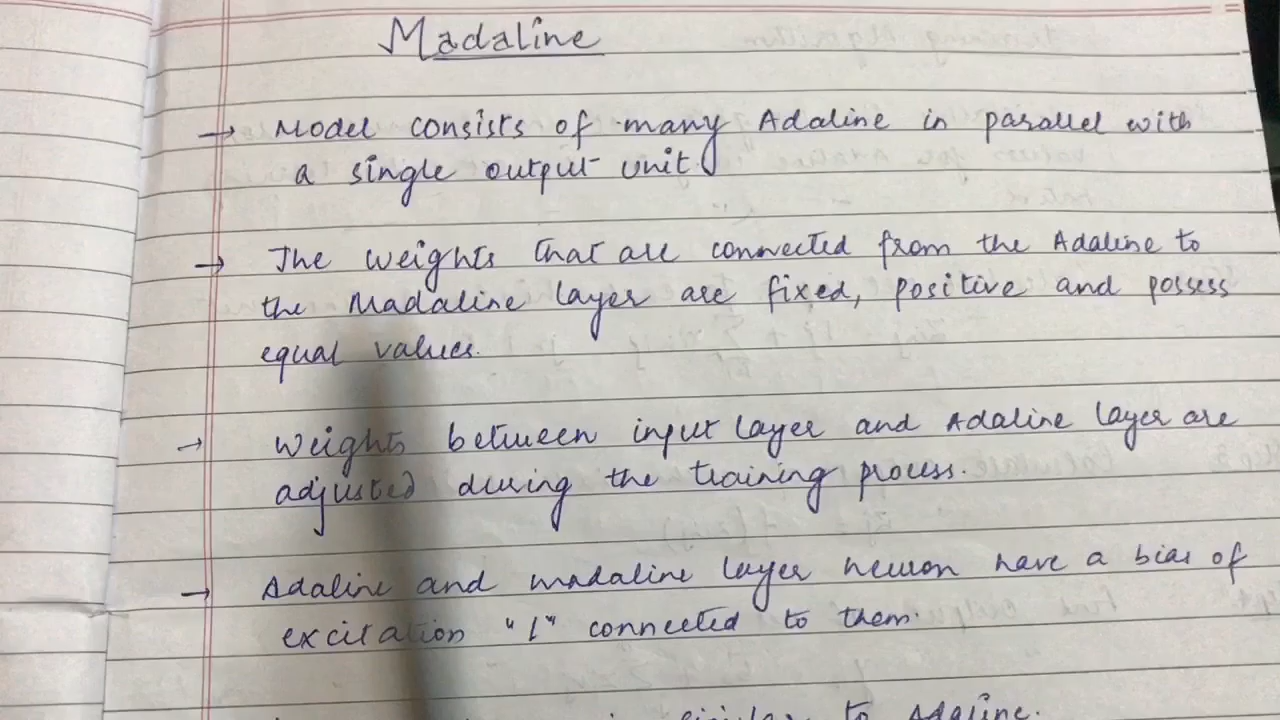 Madaline
→ Model consists of many Adaline in parallel with
a single output unit.
→ The weights that are connected from the Adaline to
the Madaline layer are fixed, positive and possess
equal values.
→ Weights between input layer and Adaline layer are
adjusted during the training process.
→ Adaline and madaline layer neuron have a bias of
excitation "1" connected to them.
similar to Adaline.